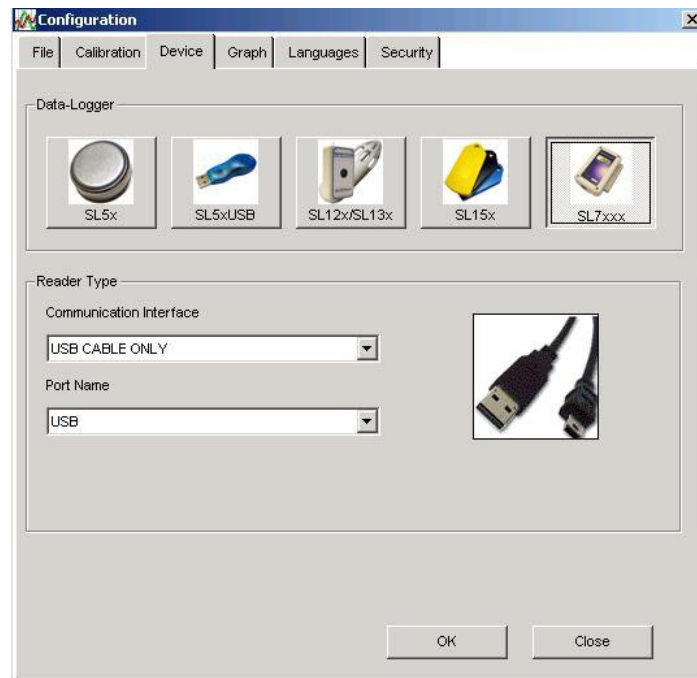 Configuration
File Calibration Device Graph Languages Security
Data-Logger
SL5x SL5xUSB SL12x/SL13x SL15x SL7xxx
Reader Type
Communication Interface
USB CABLE ONLY
Port Name
USB
OK Close